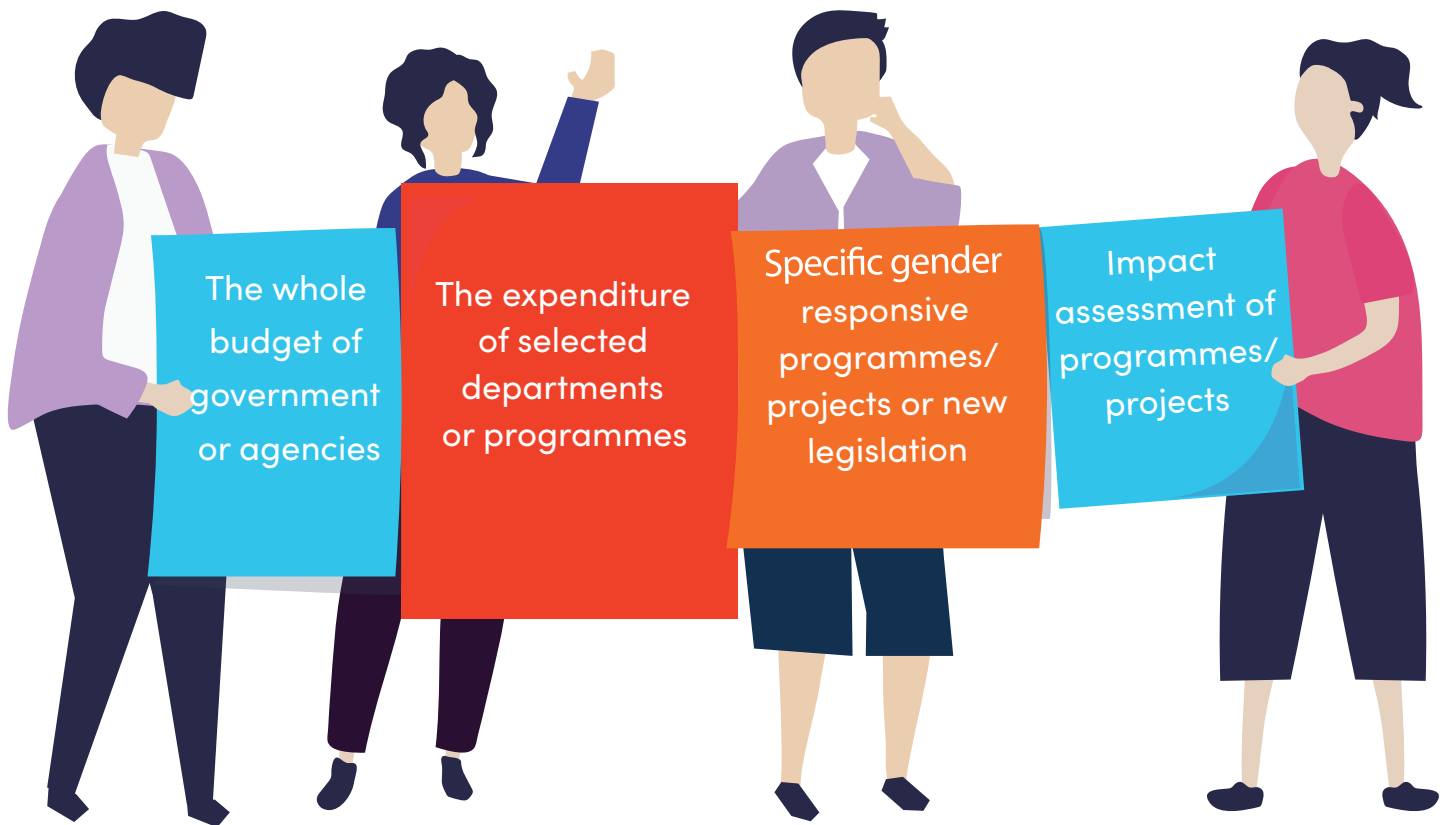 The whole
budget of
government
or agencies
The expenditure
of selected
departments
or programmes
Specific gender
responsive
programmes/
projects or new
legislation
Impact
assessment of
programmes/
projects